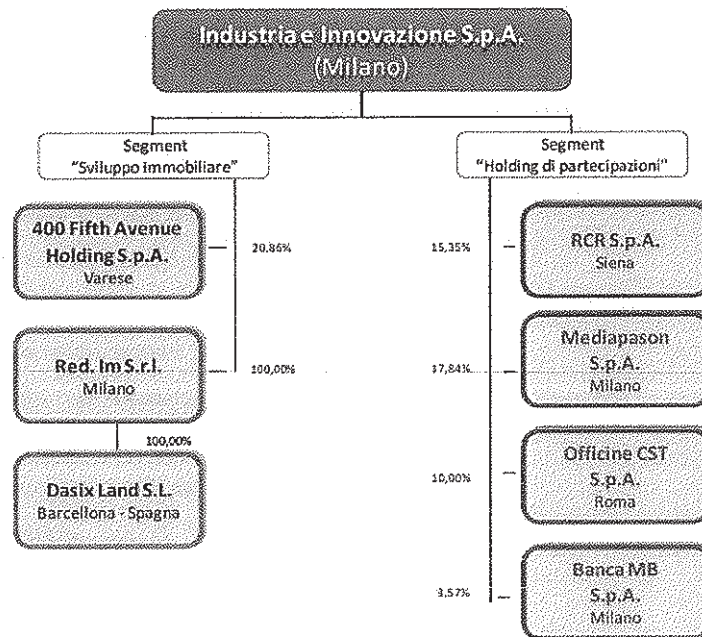 Industria e Innovazione S.p.A.
(Milano)
Segment
"Sviluppo immobiliare"
Segment
"Holding di partecipazioni"
400 Fifth Avenue
Holding S.p.A.
Varese
20,86%
15,35%
RCR S.p.A.
Siena
Red. Im S.r.l.
Milano
100,00%
17,84%
Mediapason
S.p.A.
Milano
100,00%
Dasix Land S.L.
Barcellona - Spagna
10,00%
Officine CST
S.p.A.
Roma
3,57%
Banca MB
S.p.A.
Milano